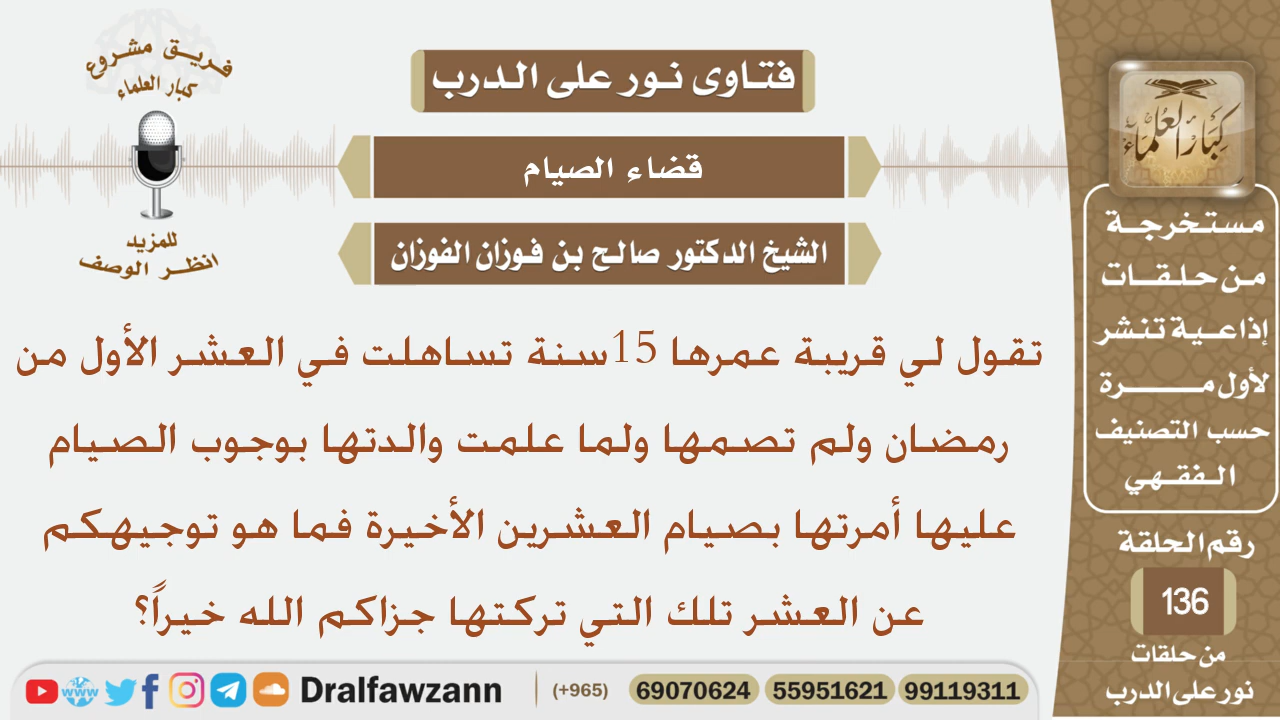 فريق مشروع
كبار العلماء
للمزيد
انظر الوصف
فتاوى نور على الدرب
قضاء الصيام
الشيخ الدكتور صالح بن فوزان الفوزان
تقول لي قريبة عمرها 15سنة تساهلت في العشر الأول من
رمضان ولم تصمها ولما علمت والدتها بوجوب الصيام
عليها أمرتها بصيام العشرين الأخيرة فما هو توجيهكم
عن العشر تلك التي تركتها جزاكم الله خيراً؟
كبار العلماء
مستخرجة
من حلقات
إذاعية تنشر
لأول مرة
حسب التصنيف
الفقهي
رقم الحلقة
136
من حلقات
نور على الدرب
www
Dralfawzann (+965) 69070624 55951621 99119311